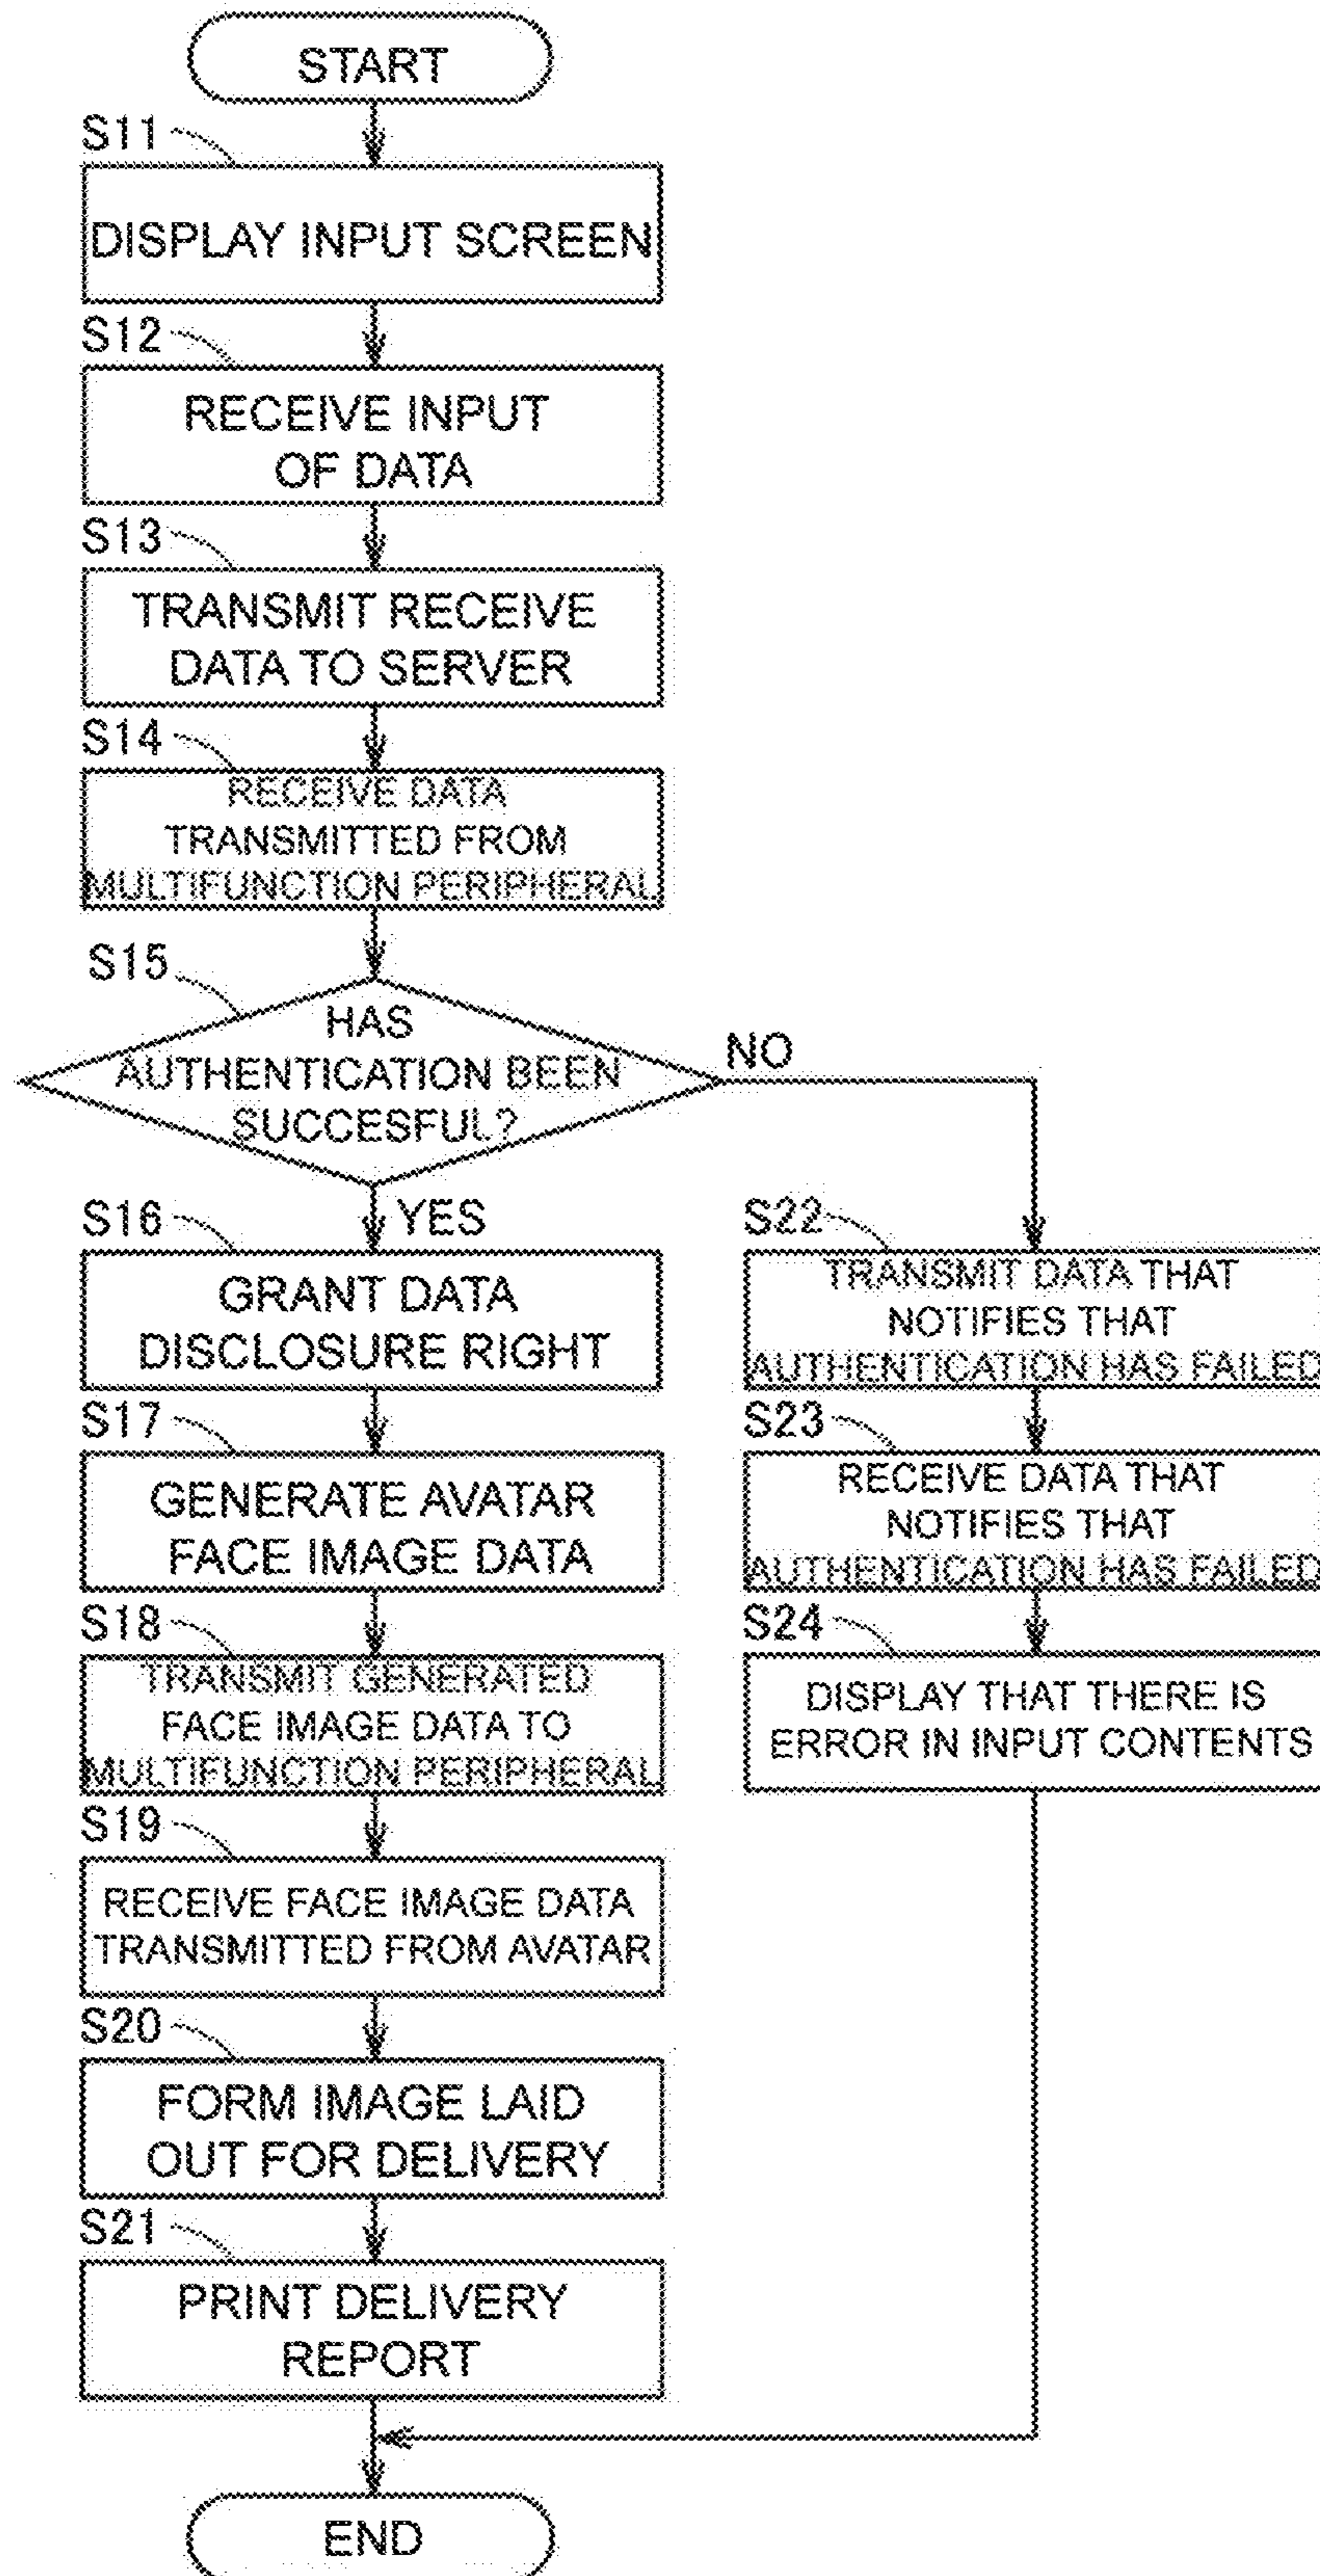 START
S11
DISPLAY INPUT SCREEN
S12
RECEIVE INPUT
OF DATA
S13
TRANSMIT RECEIVE
DATA TO SERVER
S14
RECEIVE DATA
TRANSMITTED FROM
MULTIFUNCTION PERIPHERAL
S15
HAS
AUTHENTICATION BEEN
SUCCESFUL?
NO
YES
S16
GRANT DATA
DISCLOSURE RIGHT
S17
GENERATE AVATAR
FACE IMAGE DATA
S18
TRANSMIT GENERATED
FACE IMAGE DATA TO
MULTIFUNCTION PERIPHERAL
S19
RECEIVE FACE IMAGE DATA
TRANSMITTED FROM AVATAR
S20
FORM IMAGE LAID
OUT FOR DELIVERY
S21
PRINT DELIVERY
REPORT
S22
TRANSMIT DATA THAT
NOTIFIES THAT
AUTHENTICATION HAS FAILED
S23
RECEIVE DATA THAT
NOTIFIES THAT
AUTHENTICATION HAS FAILED
S24
DISPLAY THAT THERE IS
ERROR IN INPUT CONTENTS
END